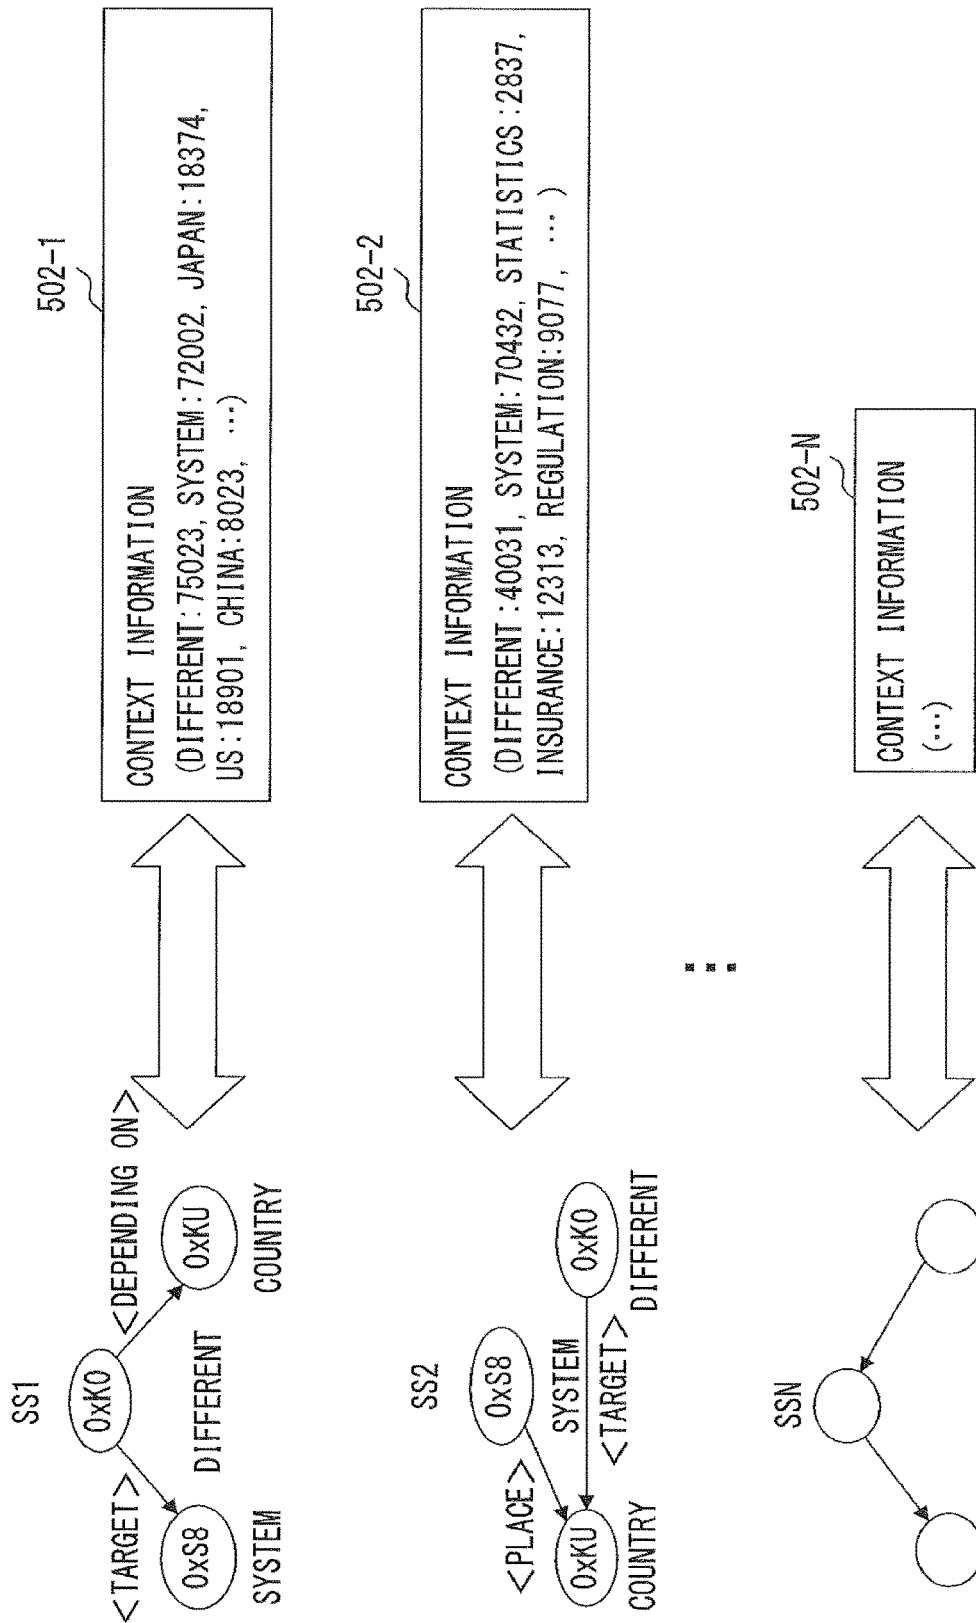 SS1
<TARGET>
<DEPENDING ON>
0xK0
DIFFERENT
0xS8
0xKU
SYSTEM
COUNTRY
502-1
CONTEXT INFORMATION
(DIFFERENT:75023, SYSTEM:72002, JAPAN:18374,
US:18901, CHINA:8023, ···)
SS2
<PLACE>
0xS8
SYSTEM
0xKU
0xK0
<TARGET>
COUNTRY
DIFFERENT
502-2
CONTEXT INFORMATION
(DIFFERENT:40031, SYSTEM:70432, STATISTICS:2837,
INSURANCE:12313, REGULATION:9077, ···)
···
SSN
502-N
CONTEXT INFORMATION
(···)